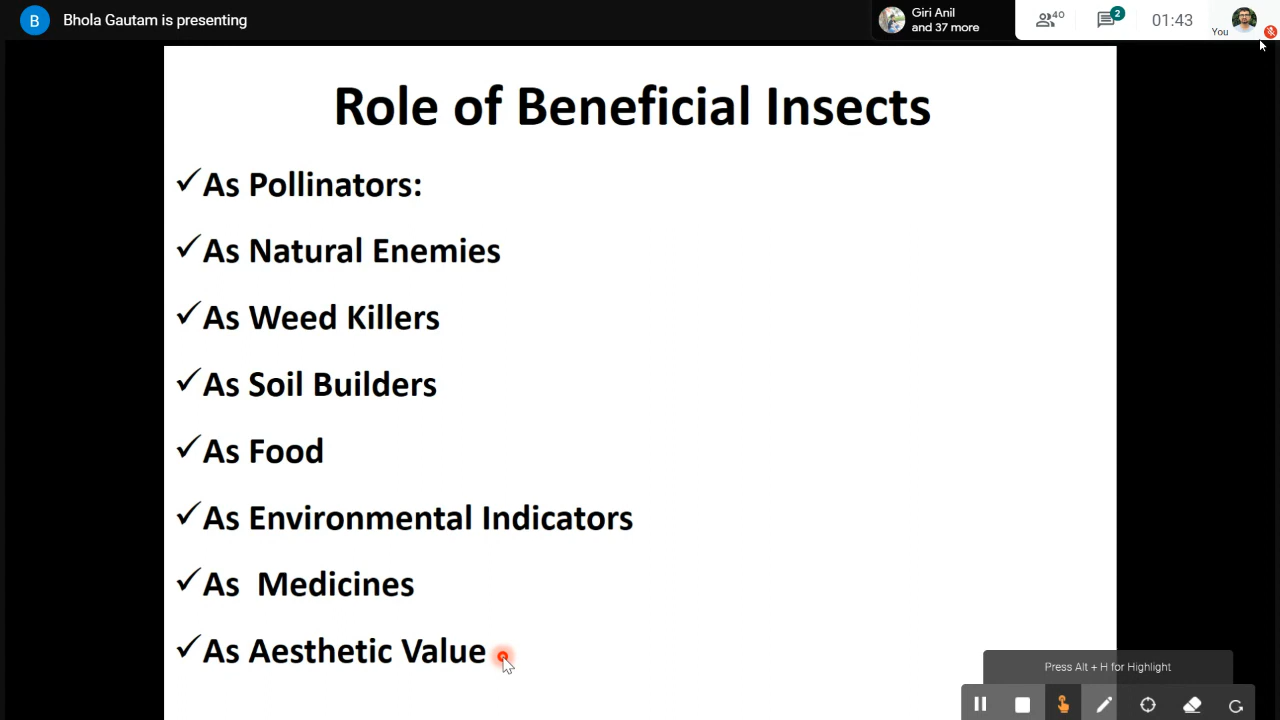 B
Bhola Gautam is presenting
Giri Anil
and 37 more
40
2
01:43
You
Role of Beneficial Insects
✓As Pollinators:
✓As Natural Enemies
✓As Weed Killers
✓As Soil Builders
✓As Food
✓As Environmental Indicators
✓As Medicines
✓As Aesthetic Value
Press Alt + H for Highlight